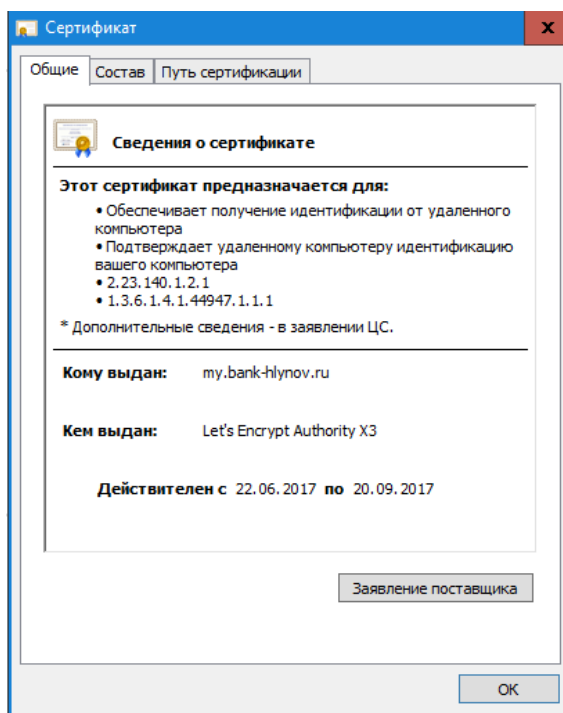 Сертификат
x
Общие
Состав
Путь сертификации
Сведения о сертификате
Этот сертификат предназначается для:
• Обеспечивает получение идентификации от удаленного
компьютера
• Подтверждает удаленному компьютеру идентификацию
вашего компьютера
• 2.23.140.1.2.1
• 1.3.6.1.4.1.44947.1.1.1
* Дополнительные сведения - в заявлении ЦС.
Кому выдан: my.bank-hlynov.ru
Кем выдан: Let's Encrypt Authority X3
Действителен с 22.06.2017 по 20.09.2017
Заявление поставщика
ОК